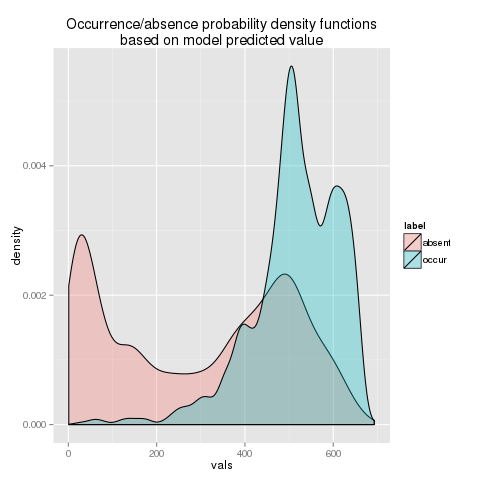 Occurrence/absence probability density functions
based on model predicted value
0.004
0.002
0.000
density
0
200
400
600
vals
label
absent
occur